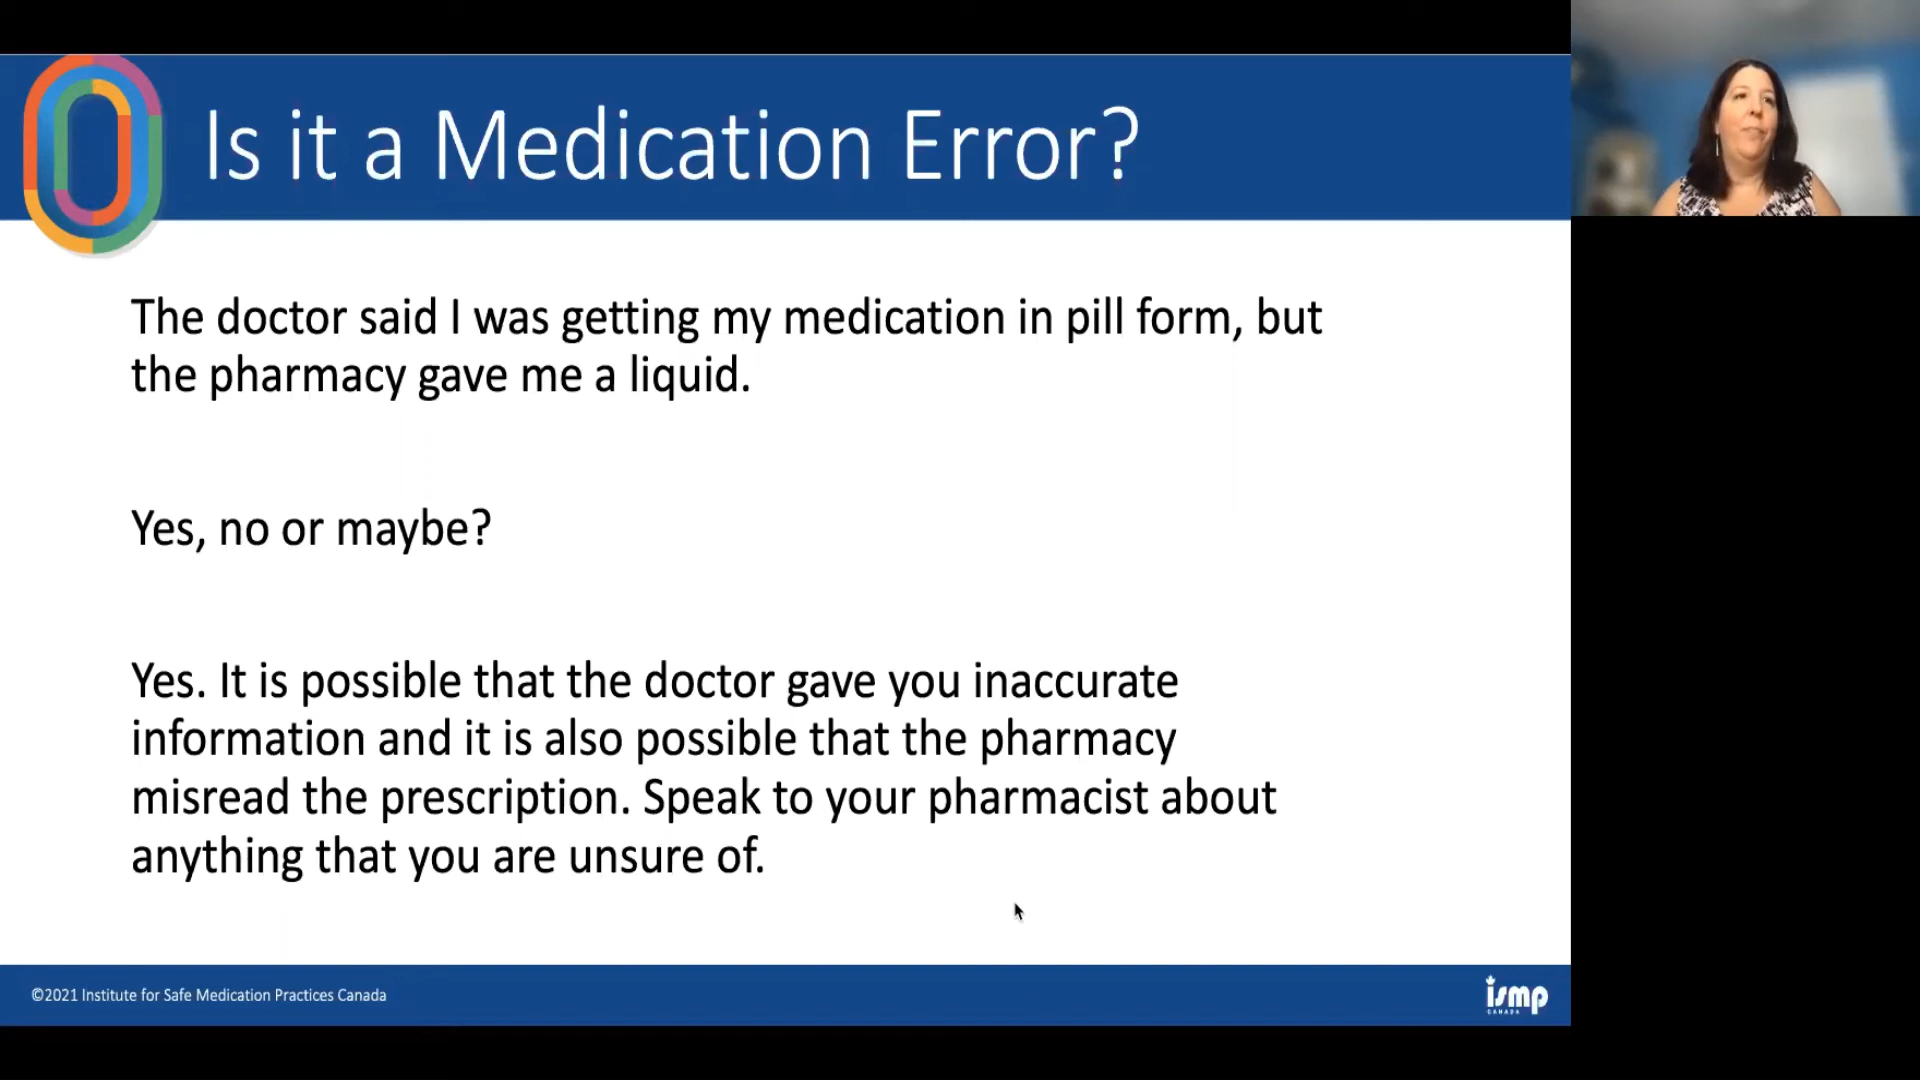 Is it a Medication Error?
The doctor said I was getting my medication in pill form, but
the pharmacy gave me a liquid.
Yes, no or maybe?
Yes. It is possible that the doctor gave you inaccurate
information and it is also possible that the pharmacy
misread the prescription. Speak to your pharmacist about
anything that you are unsure of.
©2021 Institute for Safe Medication Practices Canada
ismp
CANADA